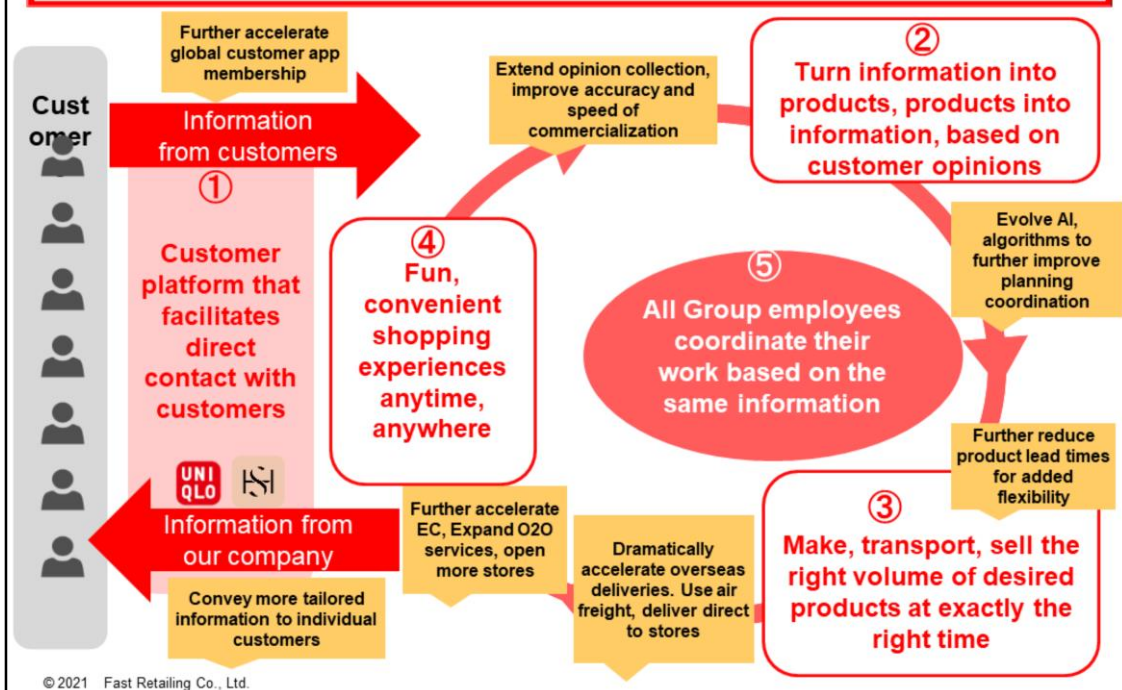 Cust
omer
Further accelerate
global customer app
membership
Information
from customers
①
Customer
platform that
facilitates
direct
contact with
customers
UNI
QLO
Information from
our company
Convey more tailored
information to individual
customers
④
Fun,
convenient
shopping
experiences
anytime,
anywhere
Extend opinion collection,
improve accuracy and
speed of
commercialization
②
Turn information into
products, products into
information, based on
customer opinions
Evolve AI,
algorithms to
further improve
planning
coordination
⑤
All Group employees
coordinate their
work based on the
same information
Further reduce
product lead times
for added
flexibility
③
Make, transport, sell the
right volume of desired
products at exactly the
right time
Dramatically
accelerate overseas
deliveries. Use air
freight, deliver direct
to stores
Further accelerate
EC, Expand O2O
services, open
more stores
© 2021 Fast Retailing Co., Ltd.